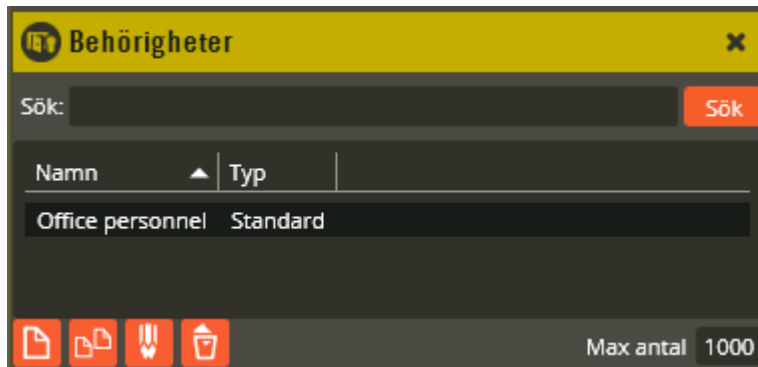 Behörigheter
Sök: Sök
Namn Typ
Office personnel Standard
Max antal 1000